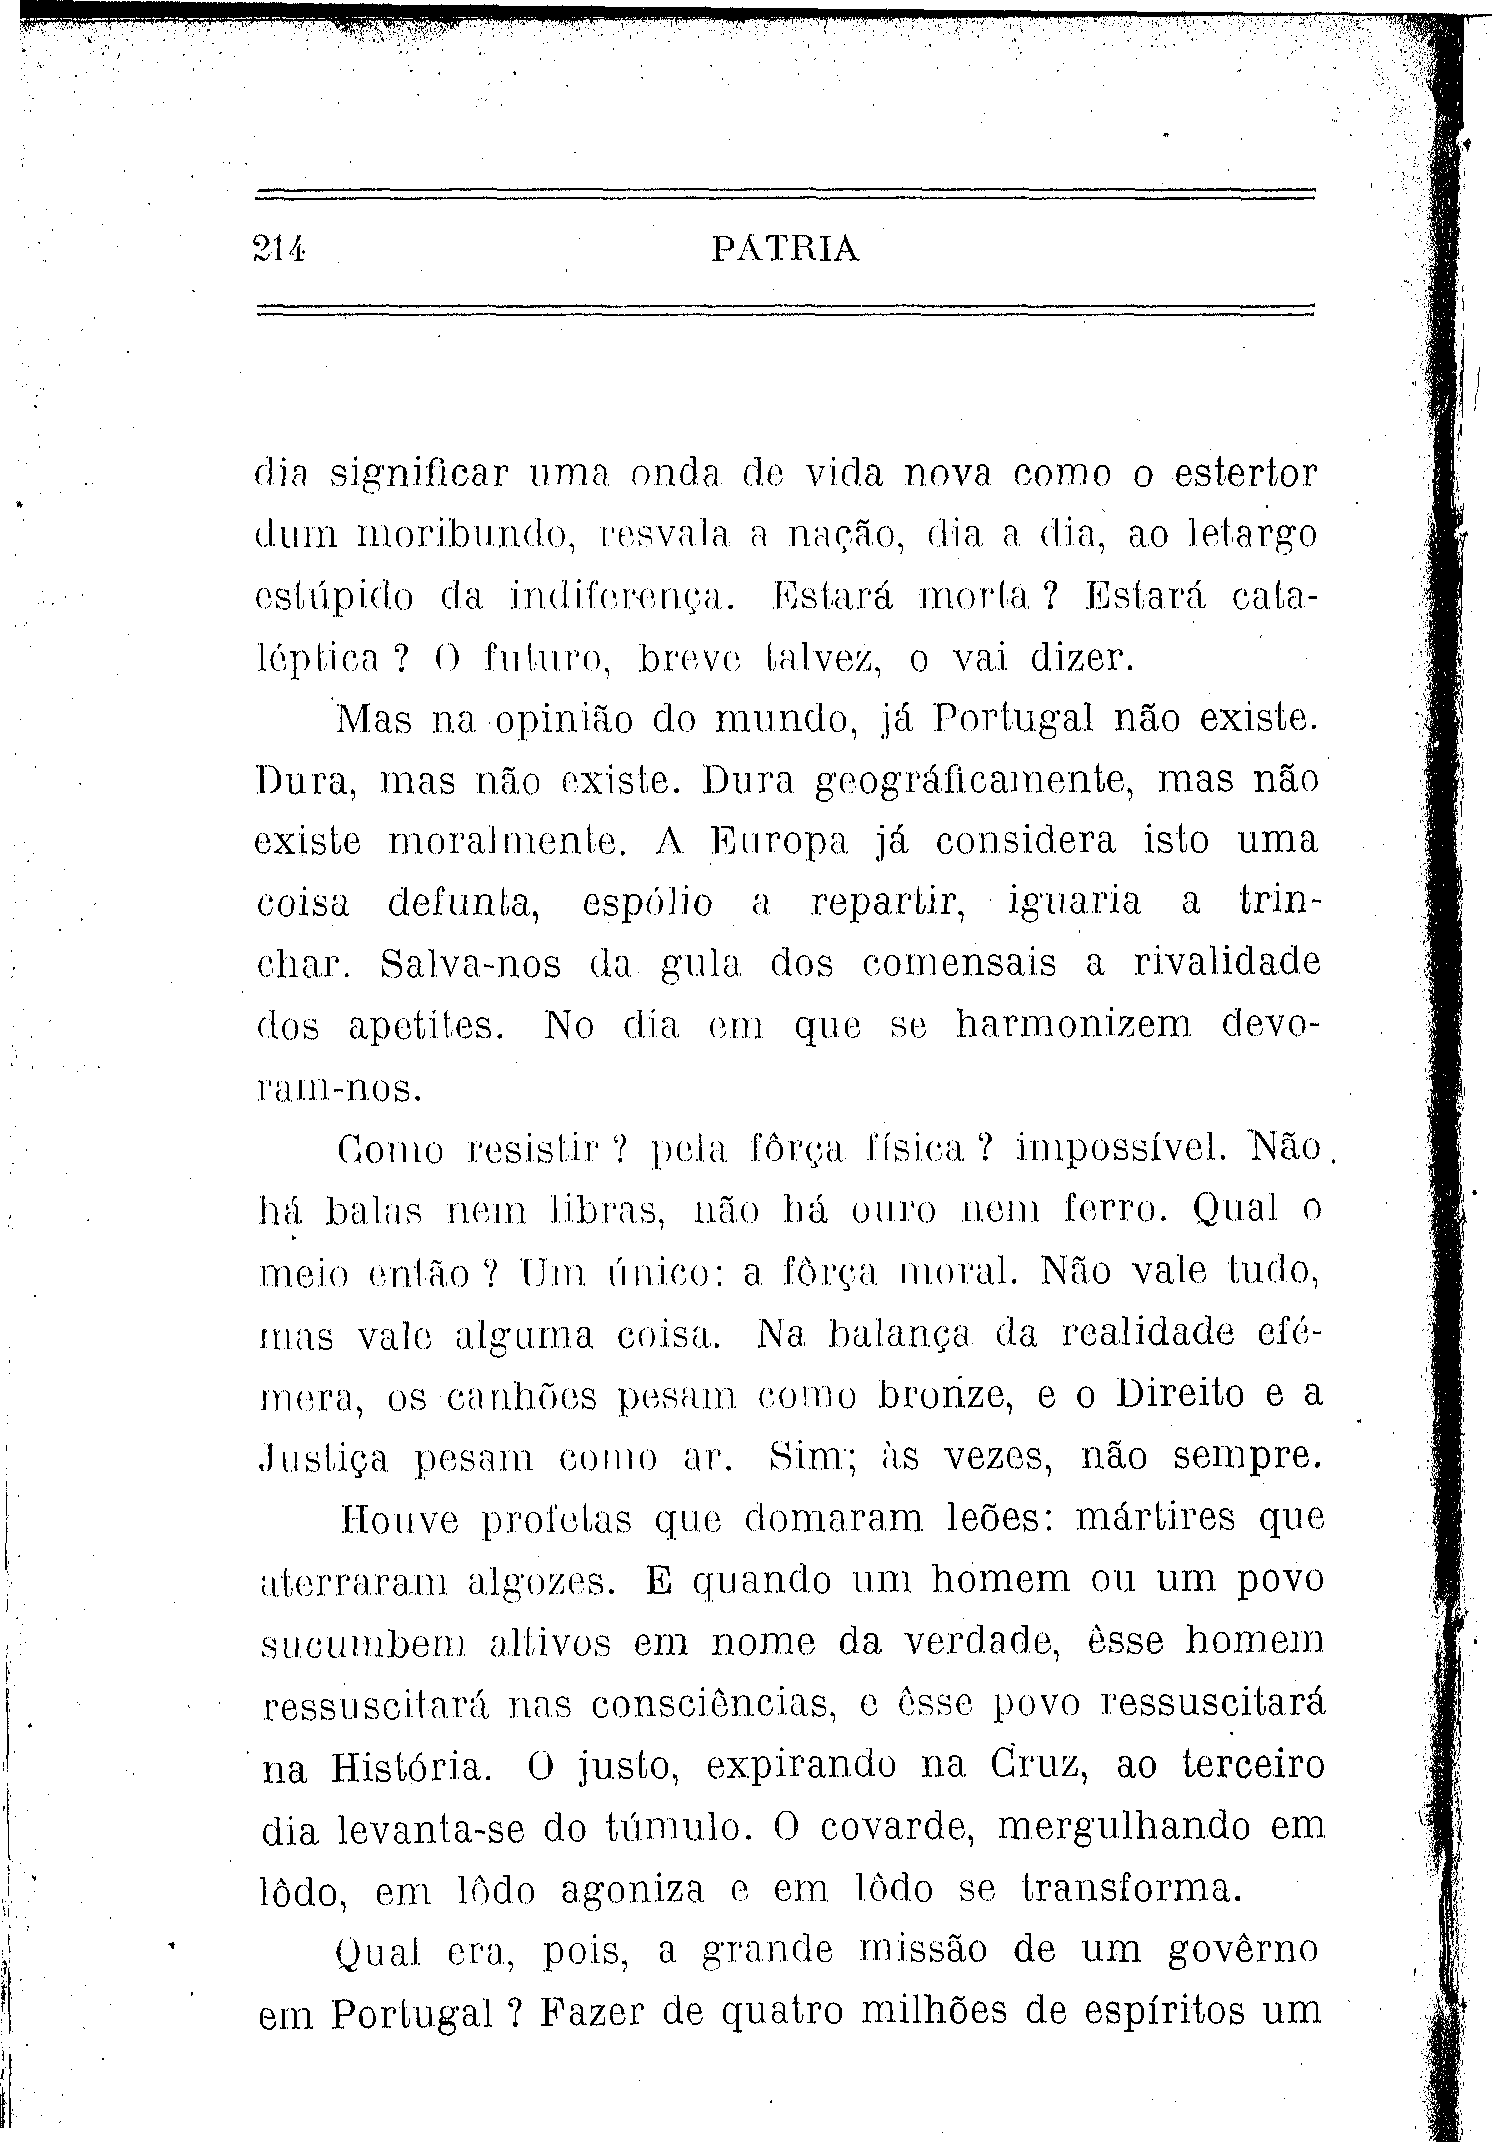 214
PÁTRIA
dia significar uma onda de vida nova como o estertor
dum moribundo, resvala a nação, dia a dia, ao letargo
estúpido da indiferença. Estará morta? Estará cata-
léptica? O futuro, breve talvez, o vai dizer.
Mas na opinião do mundo, já Portugal não existe.
Dura, mas não existe. Dura geográficamente, mas não
existe moralmente. A Europa já considera isto uma
coisa defunta, espólio a repartir, iguaria a trin-
char. Salva-nos da gula dos comensais a rivalidade
dos apetites. No dia em que se harmonizem devo-
ram-nos.
Como resistir? pela fôrça física? impossível. Não
há balas nem libras, não há ouro nem ferro. Qual o
meio então? Um único: a fôrça moral. Não vale tudo,
mas vale alguma coisa. Na balança da realidade efé-
mera, os canhões pesam como bronze, e o Direito e a
Justiça pesam como ar. Sim; às vezes, não sempre.
Houve profetas que domaram leões: mártires que
aterraram algozes. E quando um homem ou um povo
sucumbem altivos em nome da verdade, êsse homem
ressuscitará nas consciências, e êsse povo ressuscitará
na História. O justo, expirando na Cruz, ao terceiro
dia levanta-se do túmulo. O covarde, mergulhando em
lôdo, em lôdo agoniza e em lôdo se transforma.
Qual era, pois, a grande missão de um govêrno
em Portugal? Fazer de quatro milhões de espíritos um